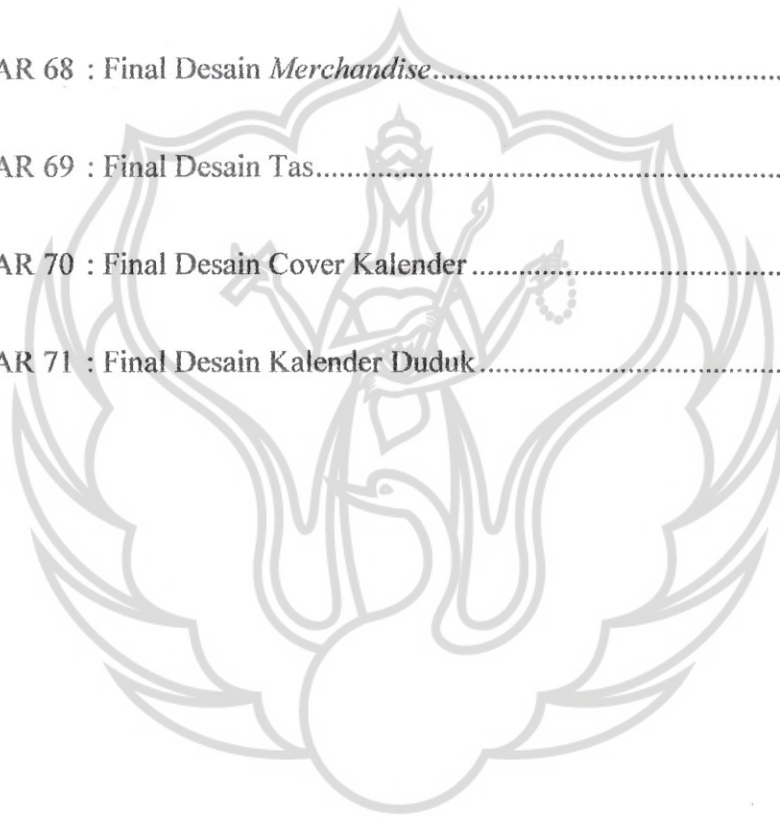 AR 68 : Final Desain Merchandise....................................................
AR 69 : Final Desain Tas........................................................................
AR 70 : Final Desain Cover Kalender..............................................
AR 71 : Final Desain Kalender Duduk.............................................